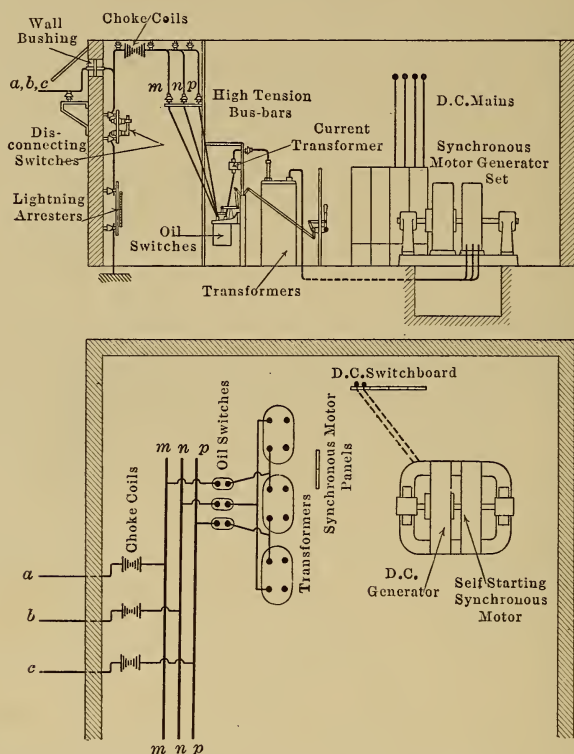 Wall
Bushing
Choke Coils
a, b, c
m n p
High Tension
Bus-bars
D.C. Mains
Dis-
connecting
Switches
Current
Transformer
Synchronous
Motor Generator
Set
Lightning
Arresters
Oil
Switches
Transformers
D.C. Switchboard
m n p
Oil Switches
Synchronous Motor
Panels
Choke Coils
Transformers
a
D.C.
Generator
Self Starting
Synchronous
Motor
b
c
m n p